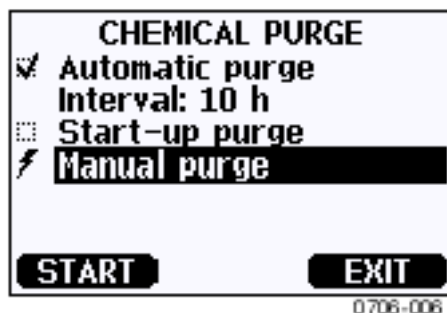 CHEMICAL PURGE
Automatic purge
Interval: 10 h
Start-up purge
Manual purge
START EXIT
0706-006